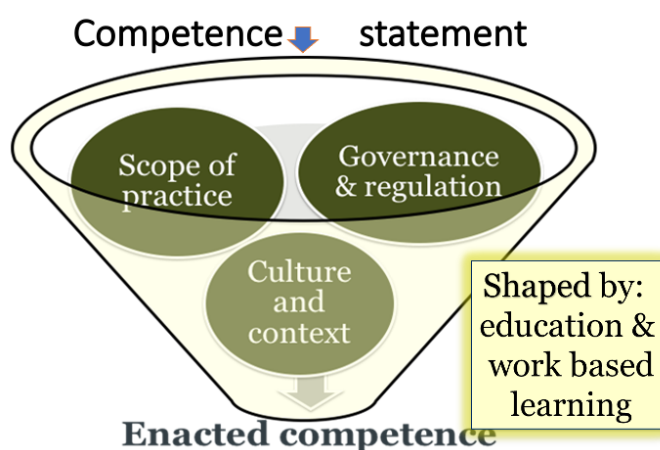 Competence statement
Scope of
practice
Governance
& regulation
Culture
and
context
Shaped by:
education &
work based
learning
Enacted competence